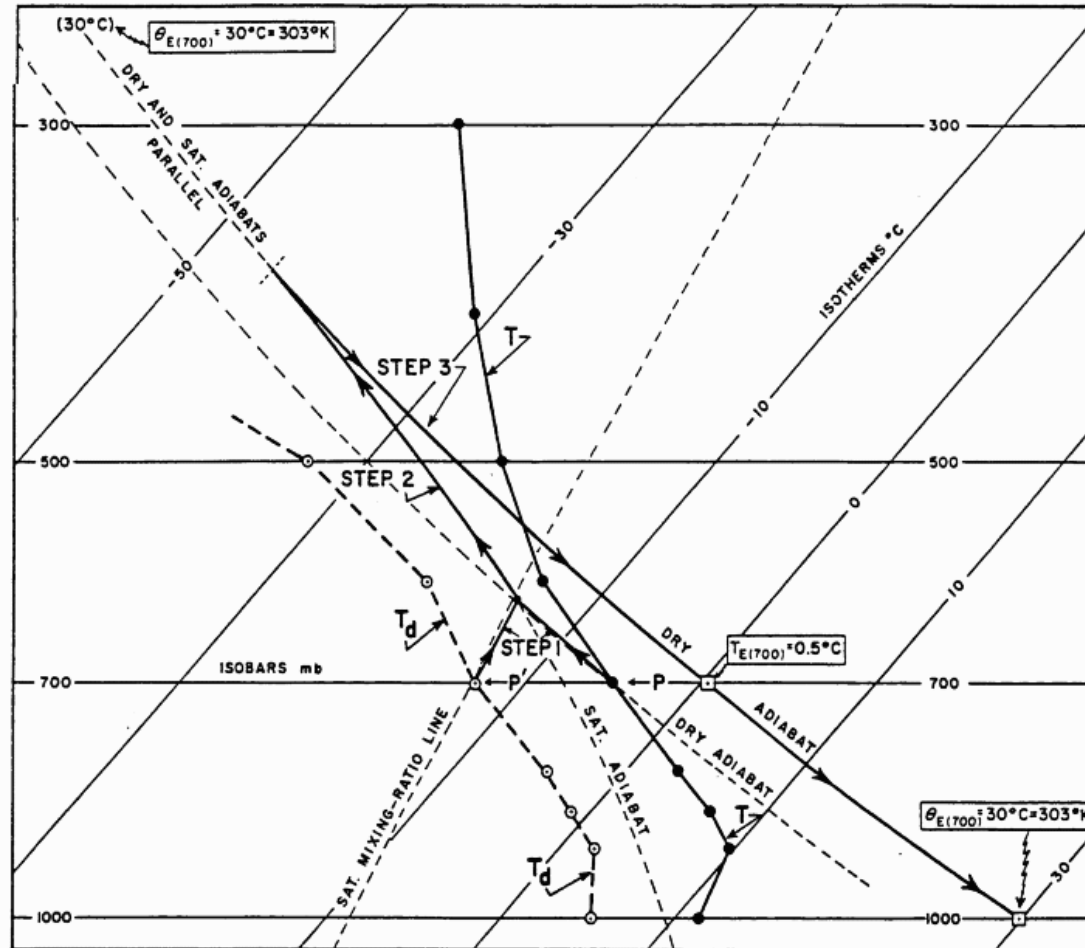 (30°C)
θE(700) = 30°C = 303°K
DRY AND SAT. ADIABATS
PARALLEL
300
300
-50
-30
ISOTHERMS °C
T
STEP 3
-10
500
500
STEP 2
0
10
Td
STEP 1
DRY
TE(700) = 0.5°C
ISOBARS mb
700
P
P
700
SAT. MIXING-RATIO LINE
SAT. ADIABAT
DRY ADIABAT
ADIABAT
T
θE(700) = 30°C = 303°K
Td
30
1000
1000